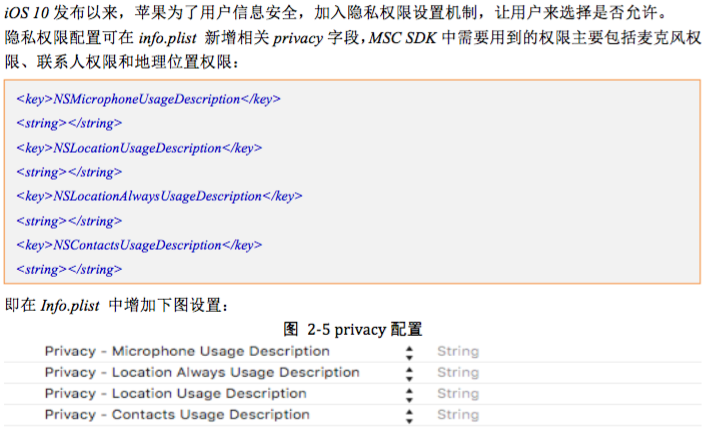 iOS 10 发布以来，苹果为了用户信息安全，加入隐私权限设置机制，让用户来选择是否允许。
隐私权限配置可在 info.plist 新增相关 privacy 字段，MSC SDK 中需要用到的权限主要包括麦克风权
限、联系人权限和地理位置权限：
<key>NSMicrophoneUsageDescription</key>
<string></string>
<key>NSLocationUsageDescription</key>
<string></string>
<key>NSLocationAlwaysUsageDescription</key>
<string></string>
<key>NSContactsUsageDescription</key>
<string></string>
即在 Info.plist 中增加下图设置：
图 2-5 privacy 配置
Privacy - Microphone Usage Description String
Privacy - Location Always Usage Description String
Privacy - Location Usage Description String
Privacy - Contacts Usage Description String